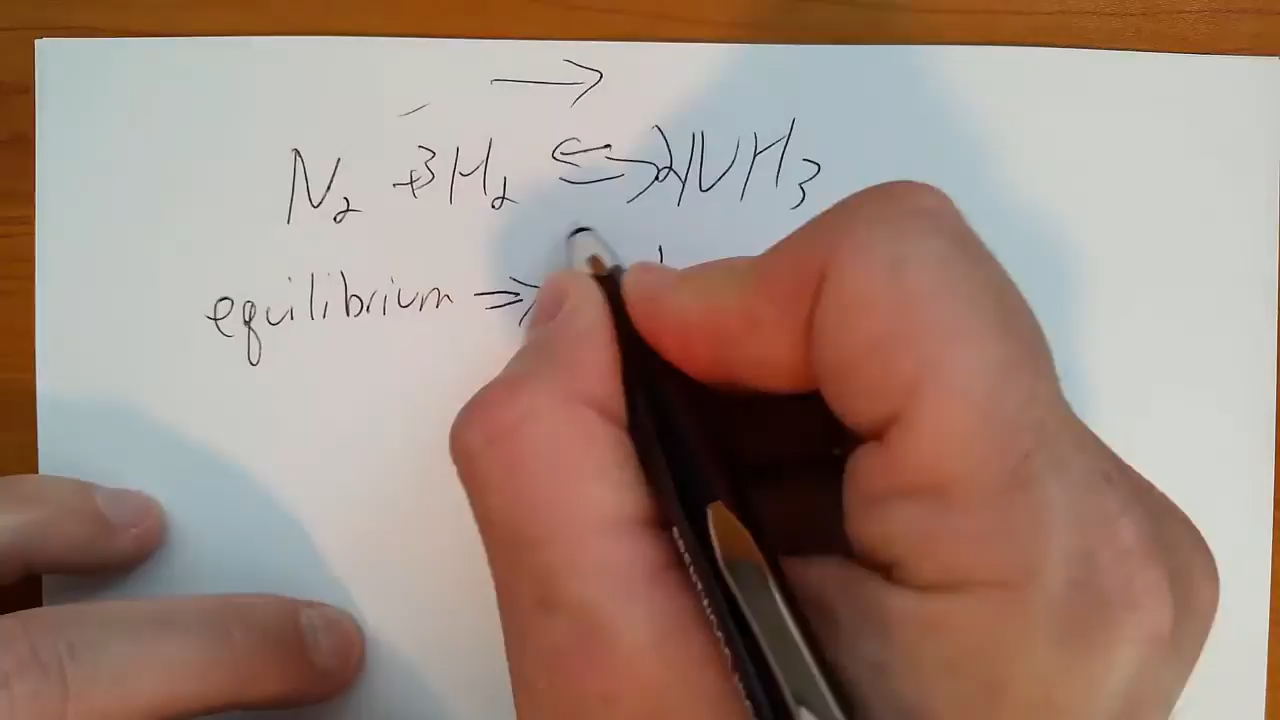 →
N₂ + 3H₂ ⇌ 2NH₃
equilibrium ⇒